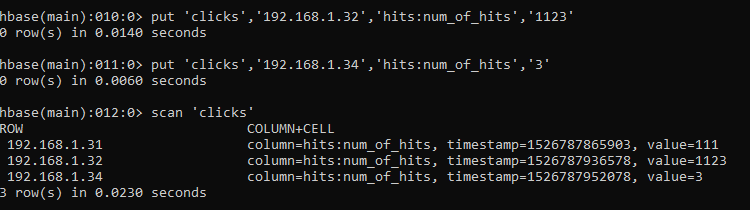 hbase(main):010:0> put 'clicks','192.168.1.32','hits:num_of_hits','1123'
0 row(s) in 0.0140 seconds
hbase(main):011:0> put 'clicks','192.168.1.34','hits:num_of_hits','3'
0 row(s) in 0.0060 seconds
hbase(main):012:0> scan 'clicks'
ROW COLUMN+CELL
192.168.1.31 column=hits:num_of_hits, timestamp=1526787865903, value=111
192.168.1.32 column=hits:num_of_hits, timestamp=1526787936578, value=1123
192.168.1.34 column=hits:num_of_hits, timestamp=1526787952078, value=3
3 row(s) in 0.0230 seconds